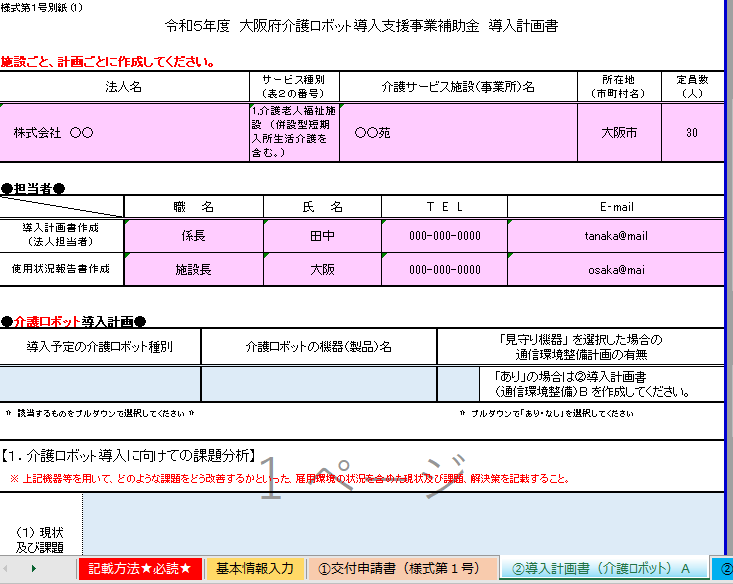 様式第1号別紙(1)
令和5年度 大阪府介護ロボット導入支援事業補助金 導入計画書
施設ごと、計画ごとに作成してください。
法人名
サービス種別
(表2の番号)
介護サービス施設(事業所)名
所在地
(市町村名)
定員数
(人)
株式会社 〇〇
1.介護老人福祉施
設 (併設型短期
入所生活介護を
含む。)
〇〇苑
大阪市
30
●担当者●
職 名
氏 名
TEL
E-mail
導入計画書作成
(法人担当者)
係長
田中
000-000-0000
tanaka@mail
使用状況報告書作成
施設長
大阪
000-000-0000
osaka@mai
●介護ロボット導入計画●
導入予定の介護ロボット種別
介護ロボットの機器(製品)名
「見守り機器」を選択した場合の
通信環境整備計画の有無
「あり」の場合は②導入計画書
(通信環境整備)Bを作成してください。
⇑ 該当するものをプルダウンで選択してください ⇑
⇑ プルダウンで「あり・なし」を選択してください
【1．介護ロボット導入に向けての課題分析】
※ 上記機器等を用いて、どのような課題をどう改善するかといった、雇用環境の状況を含めた現状及び課題、解決策を記載すること。
1 ページ
(1) 現状
及び課題
記載方法★必読★
基本情報入力
①交付申請書（様式第１号）
②導入計画書（介護ロボット）A
②